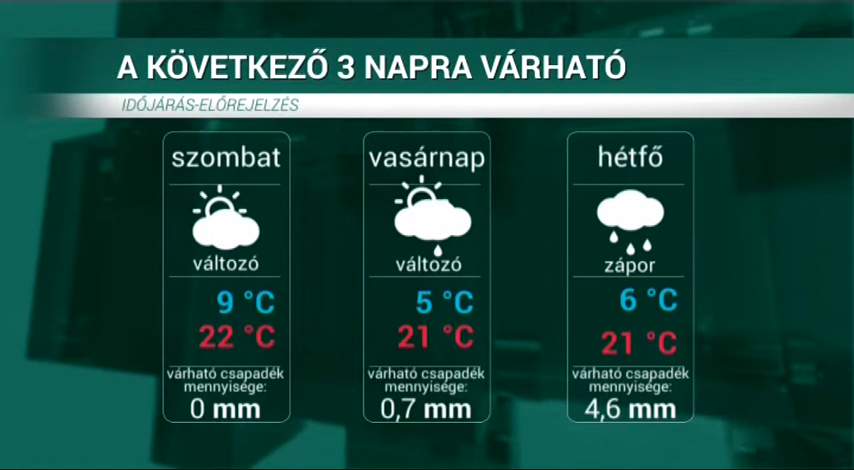 A KÖVETKEZŐ 3 NAPRA VÁRHATÓ
IDŐJÁRÁS-ELŐREJELZÉS
szombat
változó
9 °C
22 °C
várható csapadék
mennyisége:
0 mm
vasárnap
változó
5 °C
21 °C
várható csapadék
mennyisége:
0,7 mm
hétfő
zápor
6 °C
21 °C
várható csapadék
mennyisége:
4,6 mm